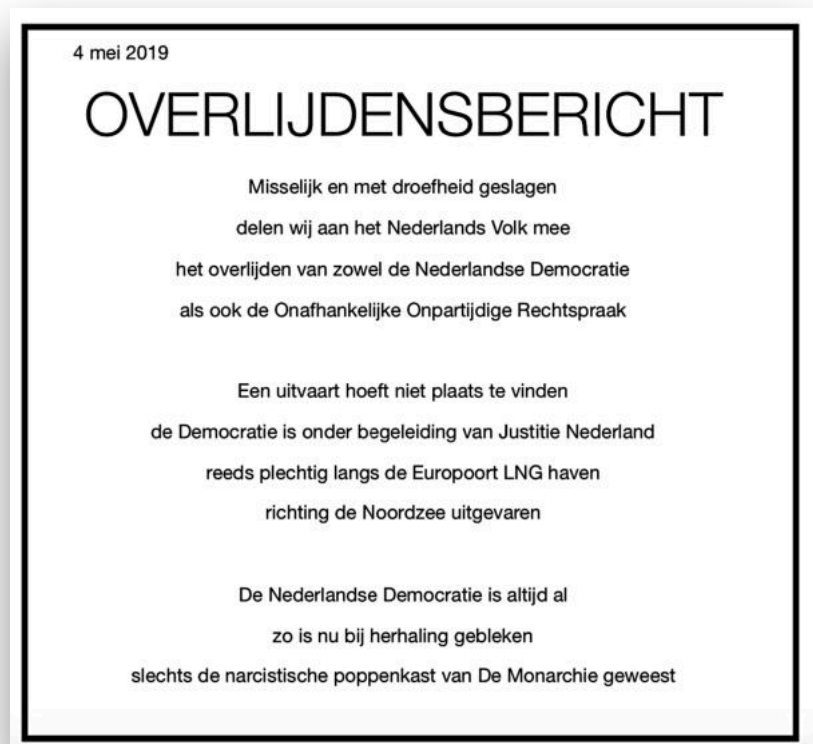 4 mei 2019
OVERLIJDENSBERICHT
Misselijk en met droefheid geslagen
delen wij aan het Nederlands Volk mee
het overlijden van zowel de Nederlandse Democratie
als ook de Onafhankelijke Onpartijdige Rechtspraak
Een uitvaart hoeft niet plaats te vinden
de Democratie is onder begeleiding van Justitie Nederland
reeds plechtig langs de Europoort LNG haven
richting de Noordzee uitgevaren
De Nederlandse Democratie is altijd al
zo is nu bij herhaling gebleken
slechts de narcistische poppenkast van De Monarchie geweest